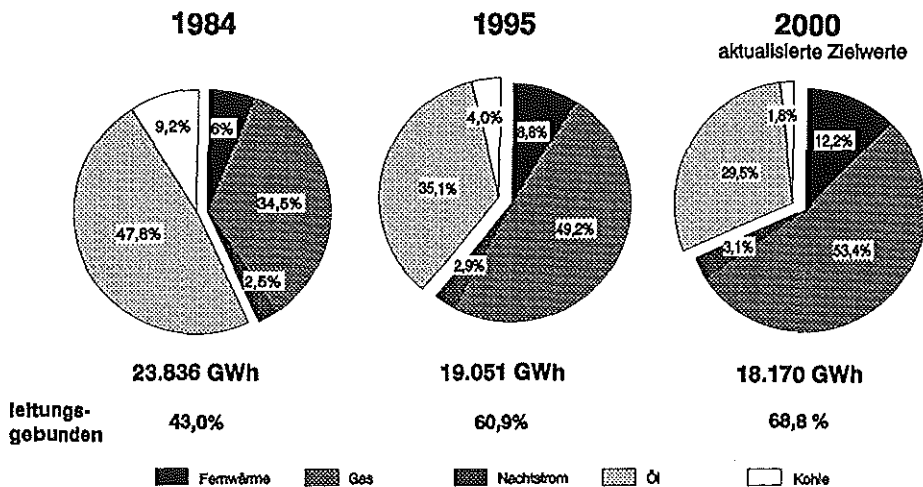 1984 1995 2000
aktualisierte Zielwerte
9,2% 6% 34,5% 2,5% 47,8%
4,0% 8,8% 49,2% 2,9% 35,1%
1,8% 12,2% 53,4% 3,1% 29,5%
23.836 GWh 19.051 GWh 18.170 GWh
leitungs-
gebunden
43,0% 60,9% 68,8 %
Fernwärme Gas Nachtstrom Öl Kohle